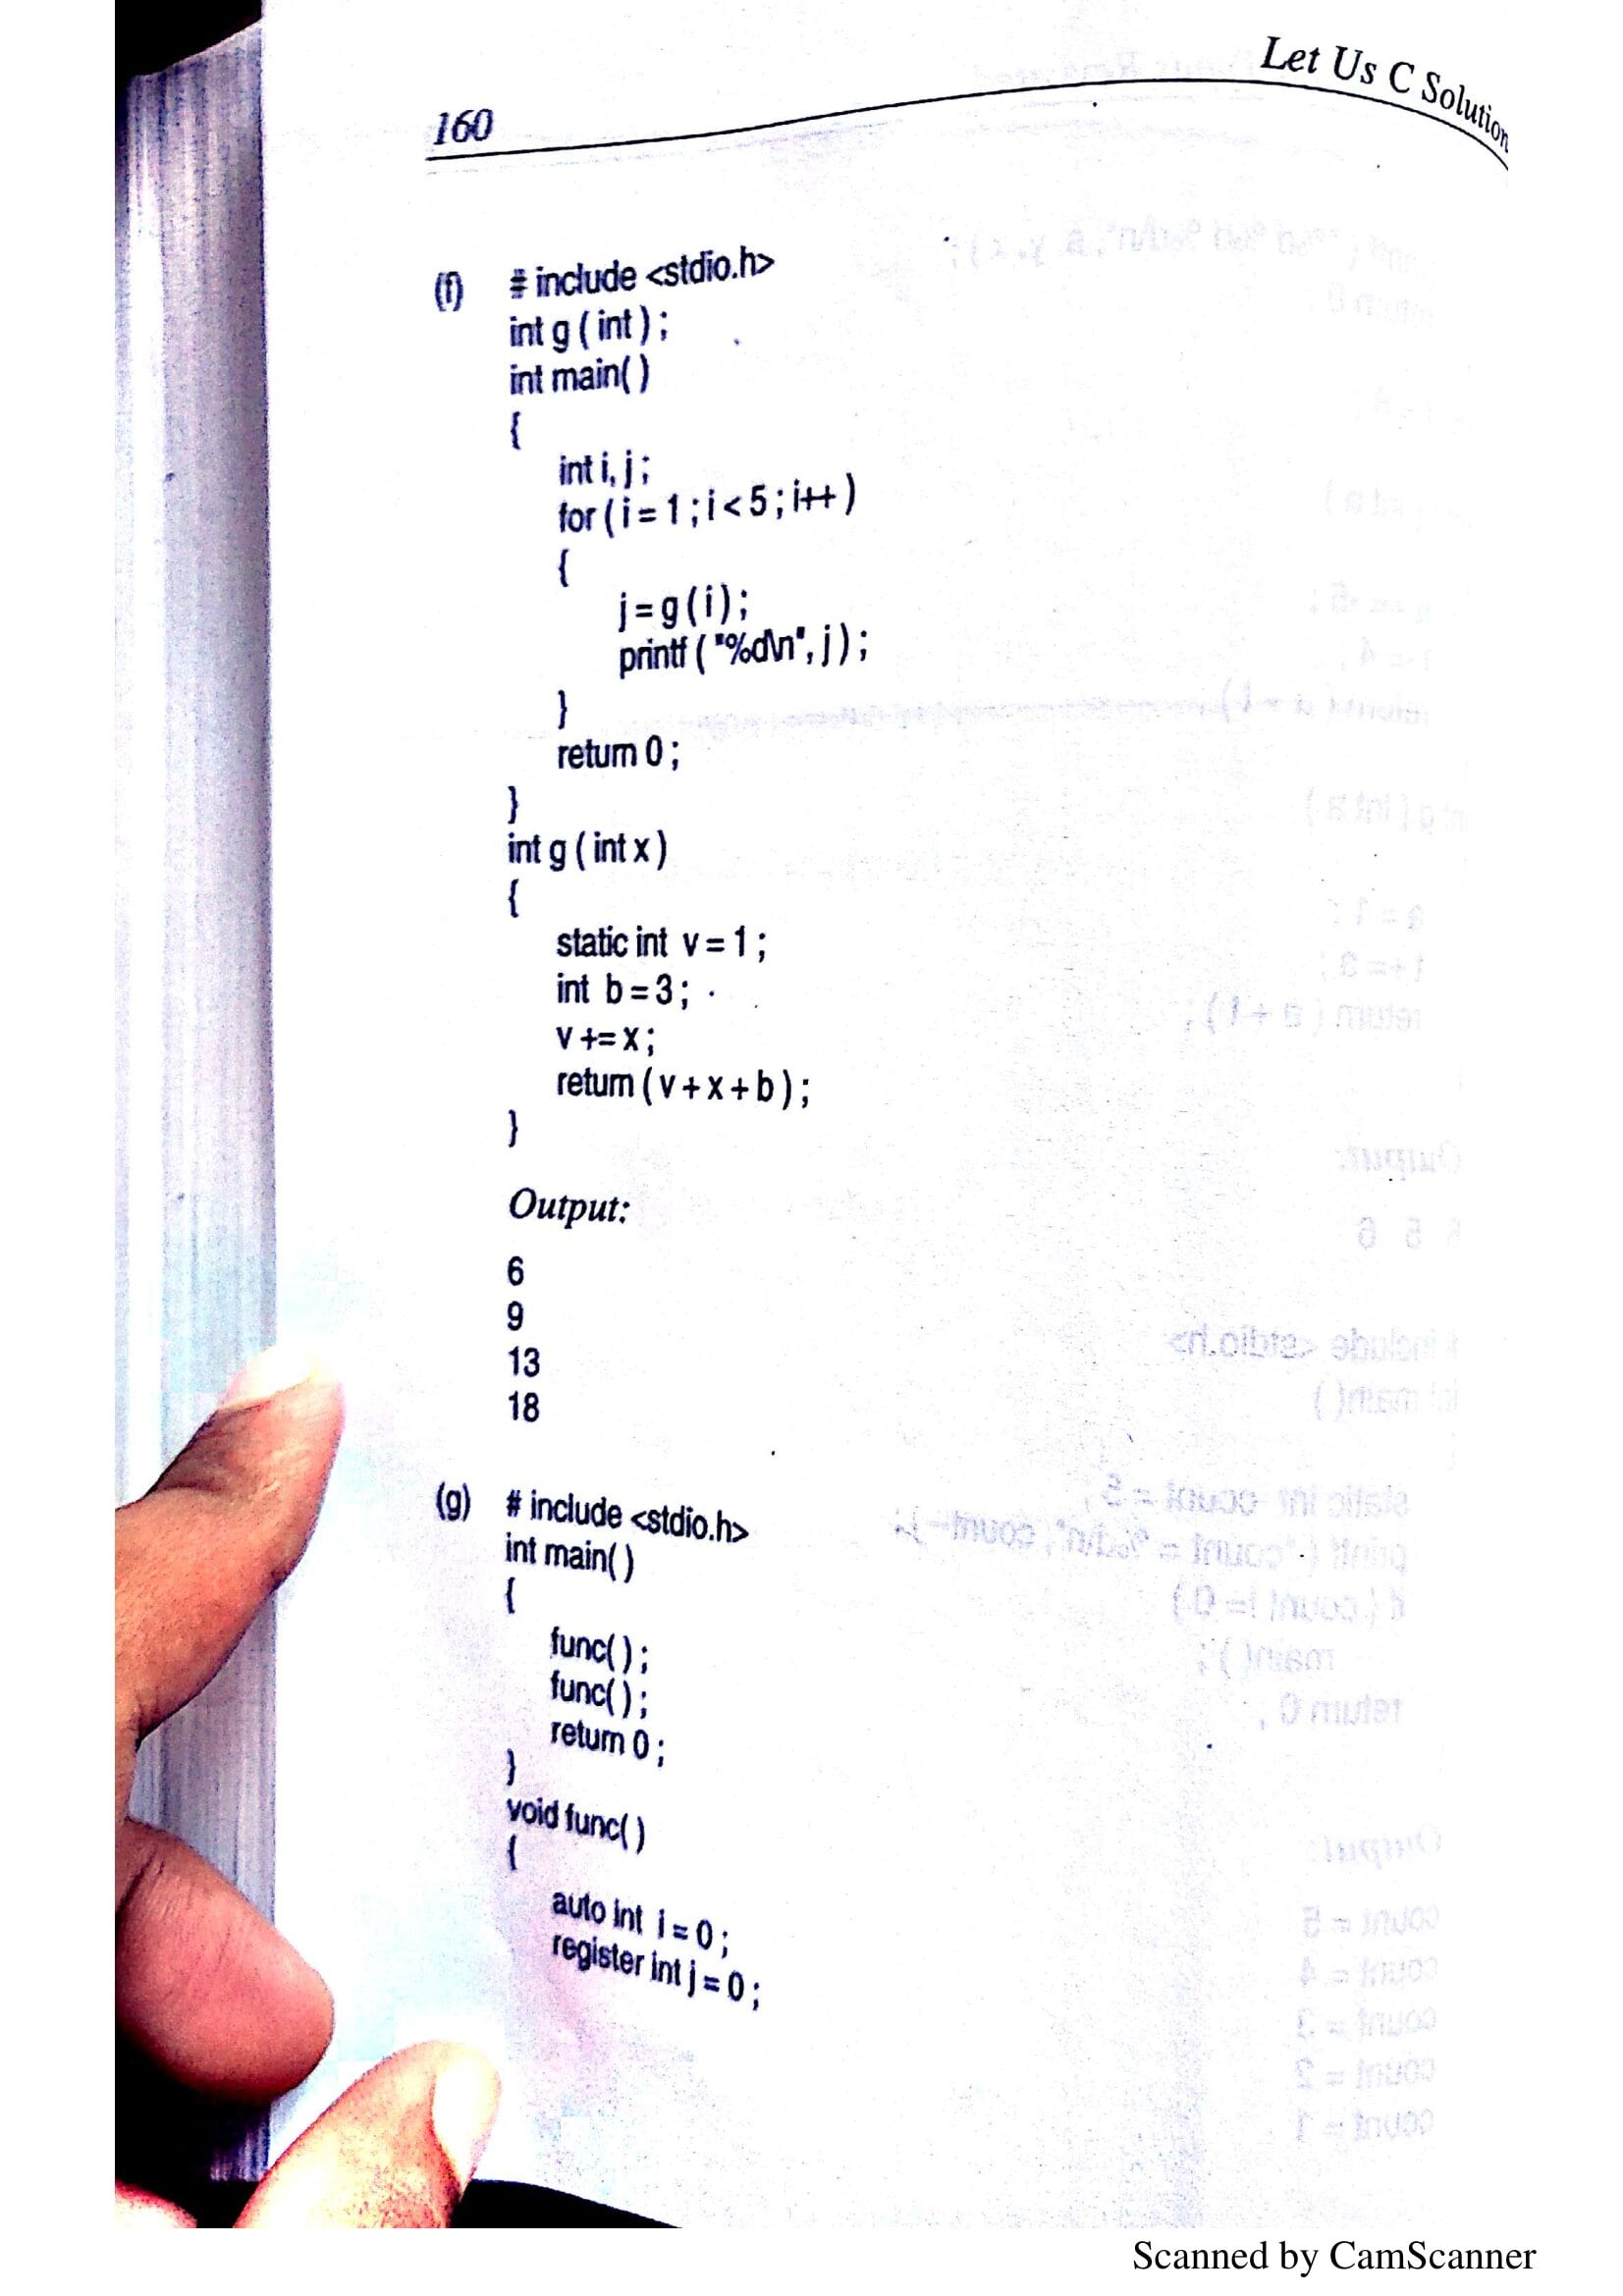 Let Us C Solution
160
(f) # include <stdio.h>
int g ( int ) ;
int main( )
{
int i, j ;
for ( i = 1 ; i < 5 ; i++ )
{
j = g ( i ) ;
printf ( "%d\n", j ) ;
}
return 0 ;
}
int g ( int x )
{
static int v = 1 ;
int b = 3 ;
v += x ;
return ( v + x + b ) ;
}
Output:
6
9
13
18
(g) # include <stdio.h>
int main( )
{
func( ) ;
func( ) ;
return 0 ;
}
void func( )
{
auto int i = 0 ;
register int j = 0 ;
Scanned by CamScanner